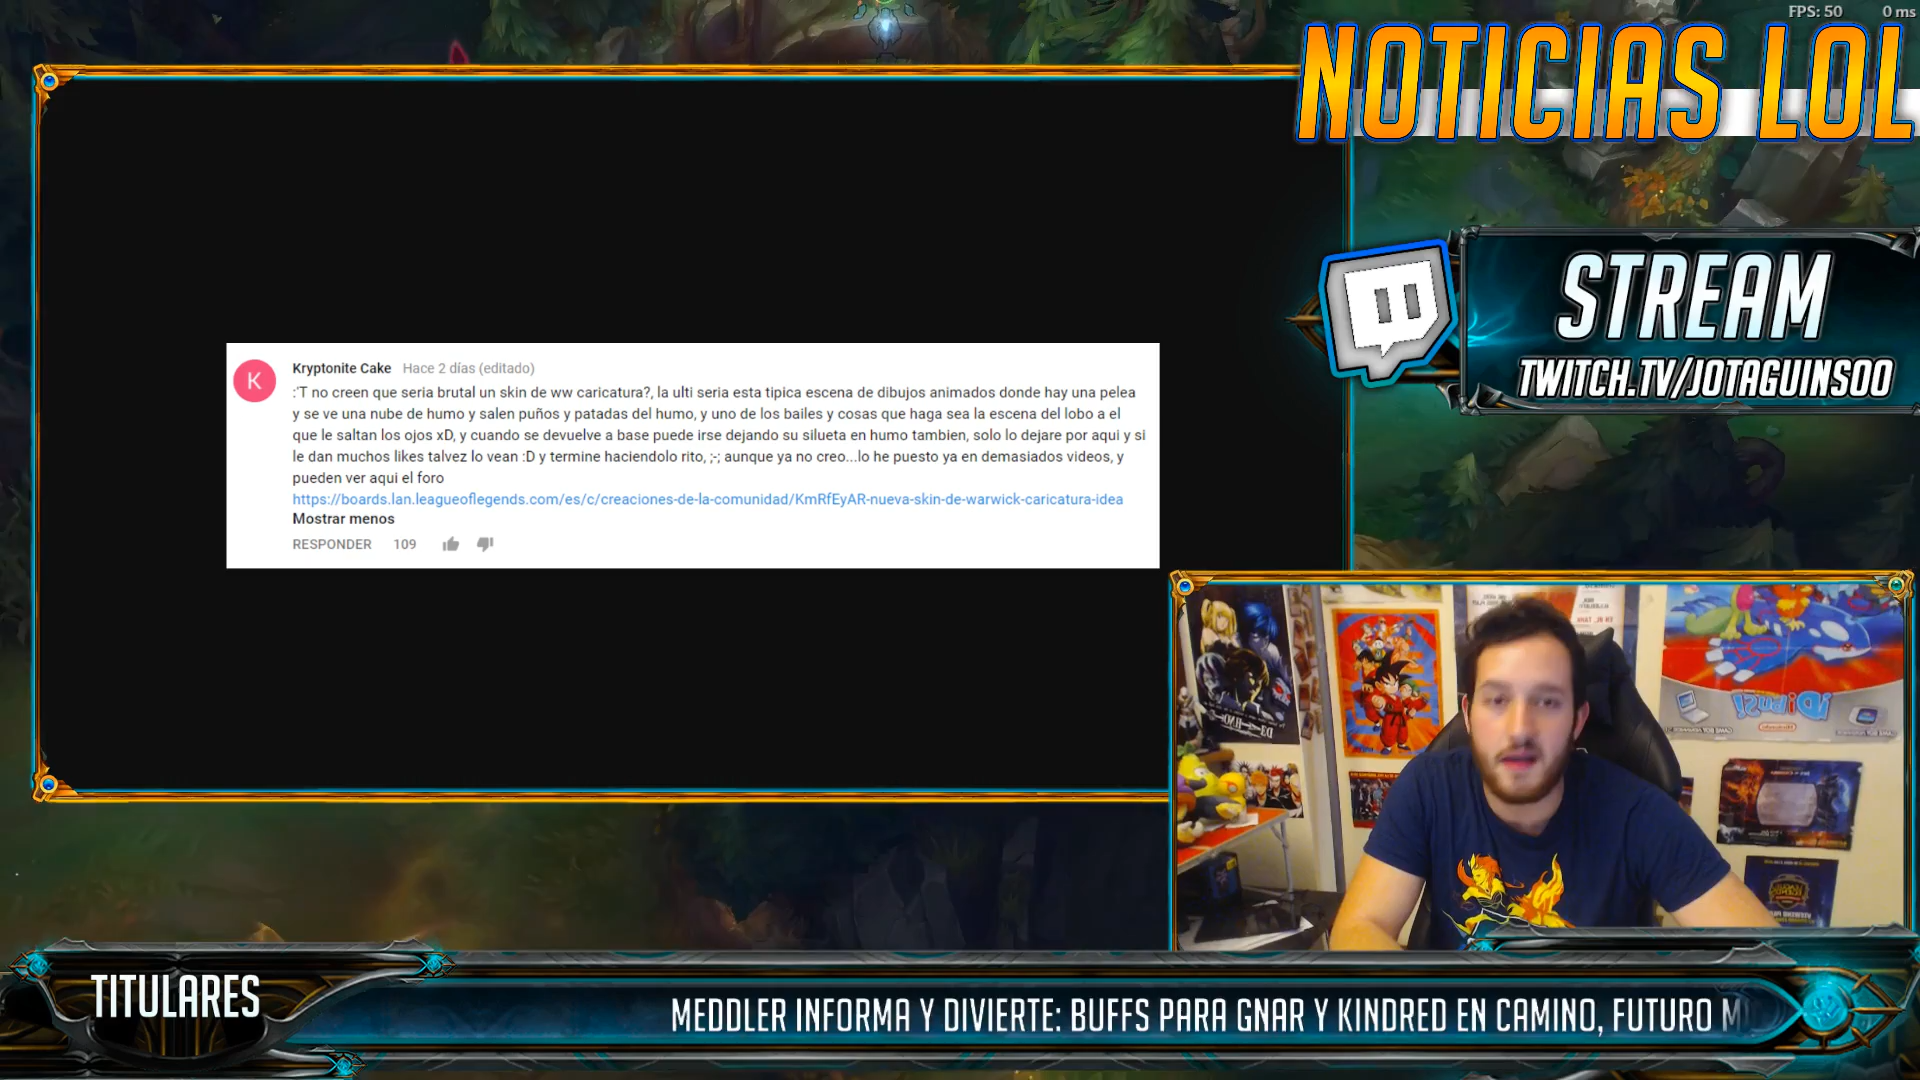 FPS: 50 0 ms
NOTICIAS LOL
STREAM
TWITCH.TV/JOTAGUINSOO
K
Kryptonite Cake Hace 2 días (editado)
:'T no creen que seria brutal un skin de ww caricatura?, la ulti seria esta tipica escena de dibujos animados donde hay una pelea
y se ve una nube de humo y salen puños y patadas del humo, y uno de los bailes y cosas que haga sea la escena del lobo a el
que le saltan los ojos xD, y cuando se devuelve a base puede irse dejando su silueta en humo tambien, solo lo dejare por aqui y si
le dan muchos likes talvez lo vean :D y termine haciendolo rito, ;-; aunque ya no creo...lo he puesto ya en demasiados videos, y
pueden ver aqui el foro
https://boards.lan.leagueoflegends.com/es/c/creaciones-de-la-comunidad/KmRfEyAR-nueva-skin-de-warwick-caricatura-idea
Mostrar menos
RESPONDER 109
TITULARES
MEDDLER INFORMA Y DIVIERTE: BUFFS PARA GNAR Y KINDRED EN CAMINO, FUTURO M